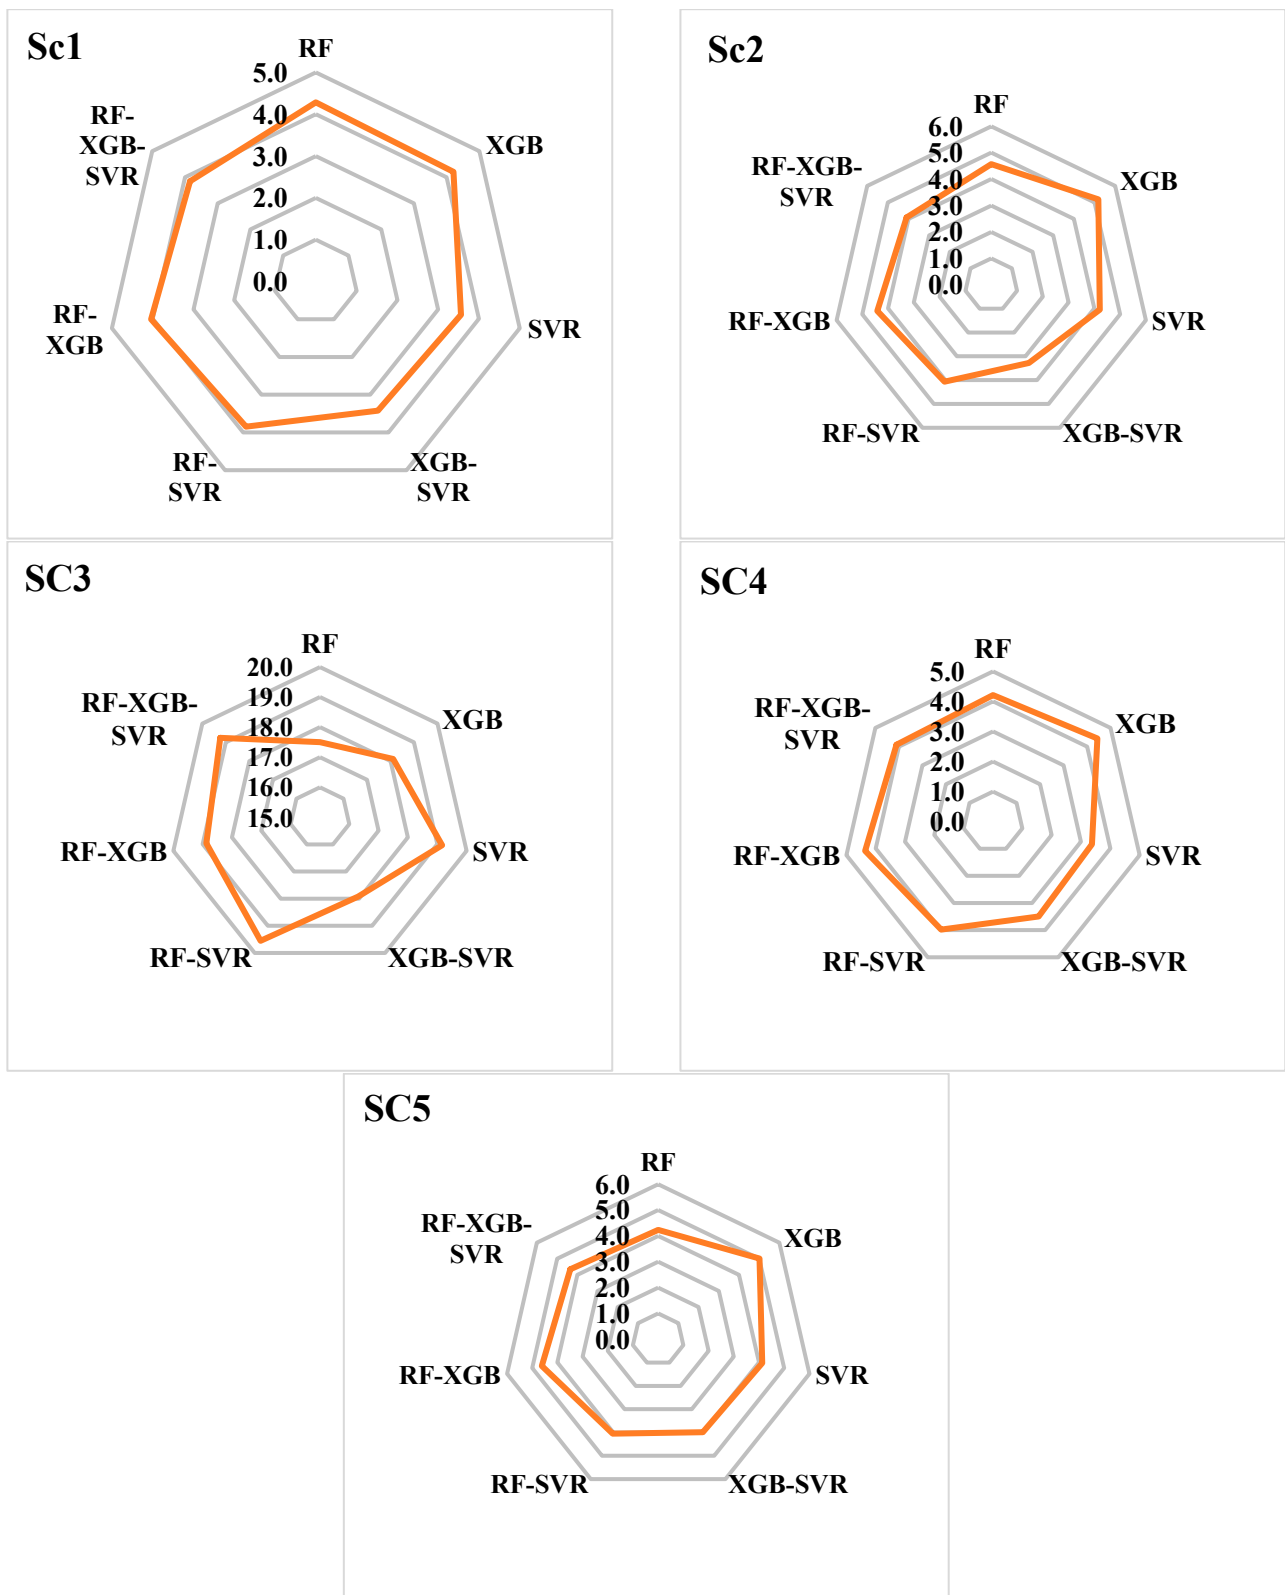 Sc1
RF
5.0
4.0
3.0
2.0
1.0
0.0
XGB
SVR
XGB-
SVR
RF-
SVR
RF-
XGB
RF-
XGB-
SVR
Sc2
RF
6.0
5.0
4.0
3.0
2.0
1.0
0.0
XGB
SVR
XGB-SVR
RF-SVR
RF-XGB
RF-XGB-
SVR
SC3
RF
20.0
19.0
18.0
17.0
16.0
15.0
XGB
SVR
XGB-SVR
RF-SVR
RF-XGB
RF-XGB-
SVR
SC4
RF
5.0
4.0
3.0
2.0
1.0
0.0
XGB
SVR
XGB-SVR
RF-SVR
RF-XGB
RF-XGB-
SVR
SC5
RF
6.0
5.0
4.0
3.0
2.0
1.0
0.0
XGB
SVR
XGB-SVR
RF-SVR
RF-XGB
RF-XGB-
SVR